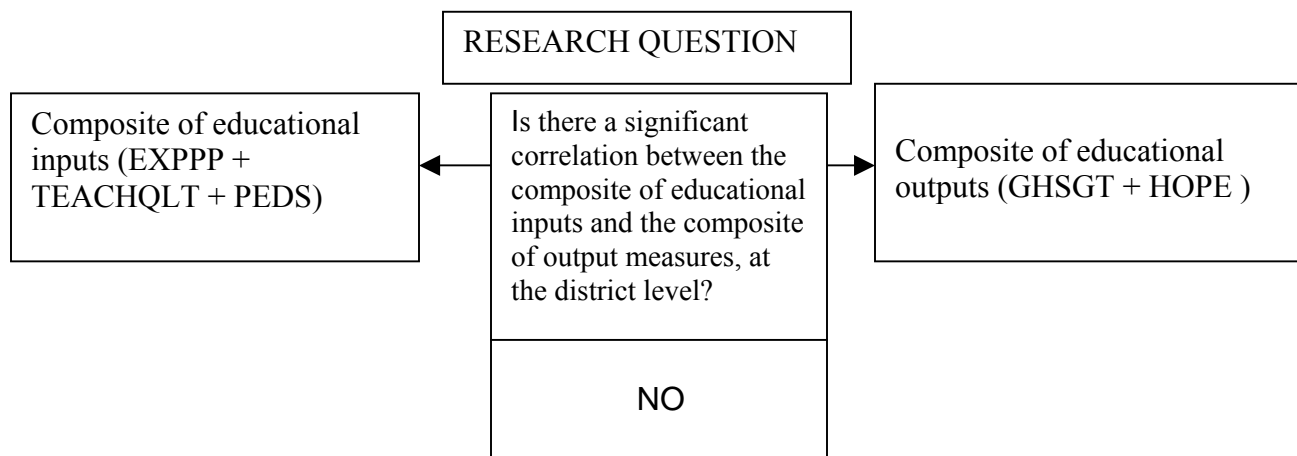 RESEARCH QUESTION
Composite of educational
inputs (EXPPP +
TEACHQLT + PEDS)
Is there a significant
correlation between the
composite of educational
inputs and the composite
of output measures, at
the district level?
Composite of educational
outputs (GHSGT + HOPE )
NO